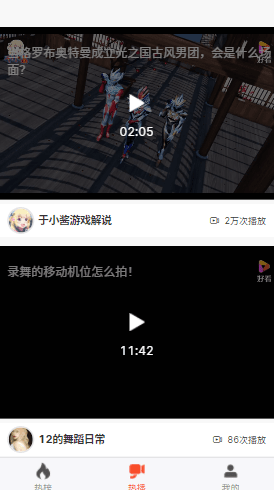 格罗布奥特曼成立光之国古风男团，会是什么场
面？
好看
02:05
于小酱游戏解说
2万次播放
录舞的移动机位怎么拍！
好看
11:42
12的舞蹈日常
86次播放
热榜
热播
我的